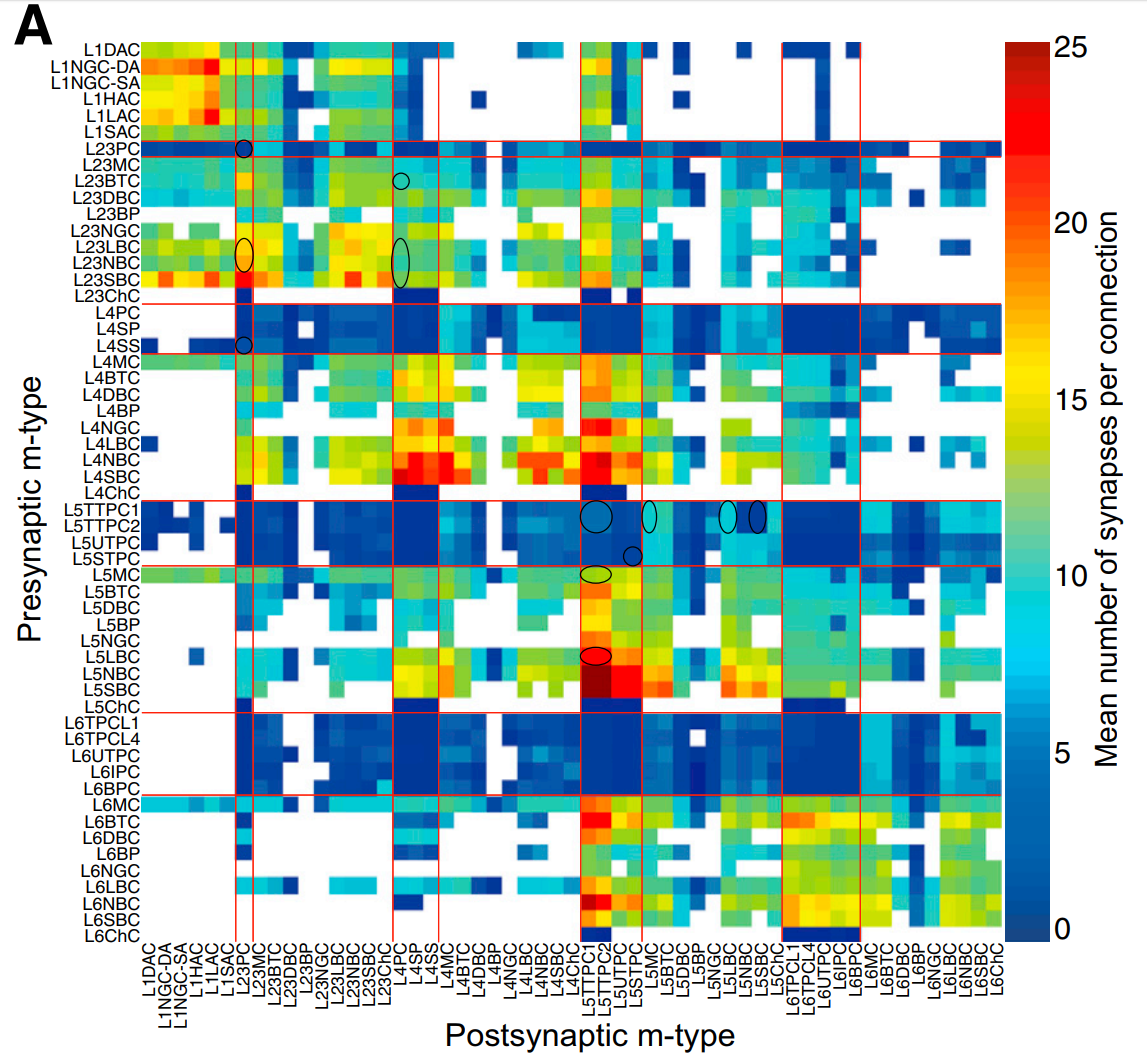 A
L1DAC
L1NGC-DA
L1NGC-SA
L1HAC
L1LAC
L1SAC
L23PC
L23MC
L23BTC
L23DBC
L23BP
L23NGC
L23LBC
L23NBC
L23SBC
L23ChC
L4PC
L4SP
L4SS
L4MC
L4BTC
L4DBC
L4BP
L4NGC
L4LBC
L4NBC
L4SBC
L4ChC
L5TTPC1
L5TTPC2
L5UTPC
L5STPC
L5MC
L5BTC
L5DBC
L5BP
L5NGC
L5LBC
L5NBC
L5SBC
L5ChC
L6TPCL1
L6TPCL4
L6UTPC
L6IPC
L6BPC
L6MC
L6BTC
L6DBC
L6BP
L6NGC
L6LBC
L6NBC
L6SBC
L6ChC
Presynaptic m-type
L1DAC
L1NGC-DA
L1NGC-SA
L1HAC
L1LAC
L1SAC
L23PC
L23MC
L23BTC
L23DBC
L23BP
L23NGC
L23LBC
L23NBC
L23SBC
L23ChC
L4PC
L4SP
L4SS
L4MC
L4BTC
L4DBC
L4BP
L4NGC
L4LBC
L4NBC
L4SBC
L4ChC
L5TTPC1
L5TTPC2
L5UTPC
L5STPC
L5MC
L5BTC
L5DBC
L5BP
L5NGC
L5LBC
L5NBC
L5SBC
L5ChC
L6TPCL1
L6TPCL4
L6UTPC
L6IPC
L6BPC
L6MC
L6BTC
L6DBC
L6BP
L6NGC
L6LBC
L6NBC
L6SBC
L6ChC
Postsynaptic m-type
25
20
15
10
5
0
Mean number of synapses per connection